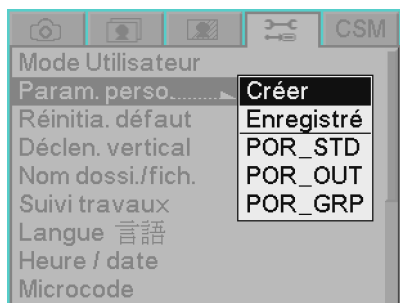 CSM
Mode Utilisateur
Param. perso......... Créer
Réinitia. défaut Enregistré
Déclen. vertical POR_STD
Nom dossi./fich. POR_OUT
Suivi travaux POR_GRP
Langue 言語
Heure / date
Microcode